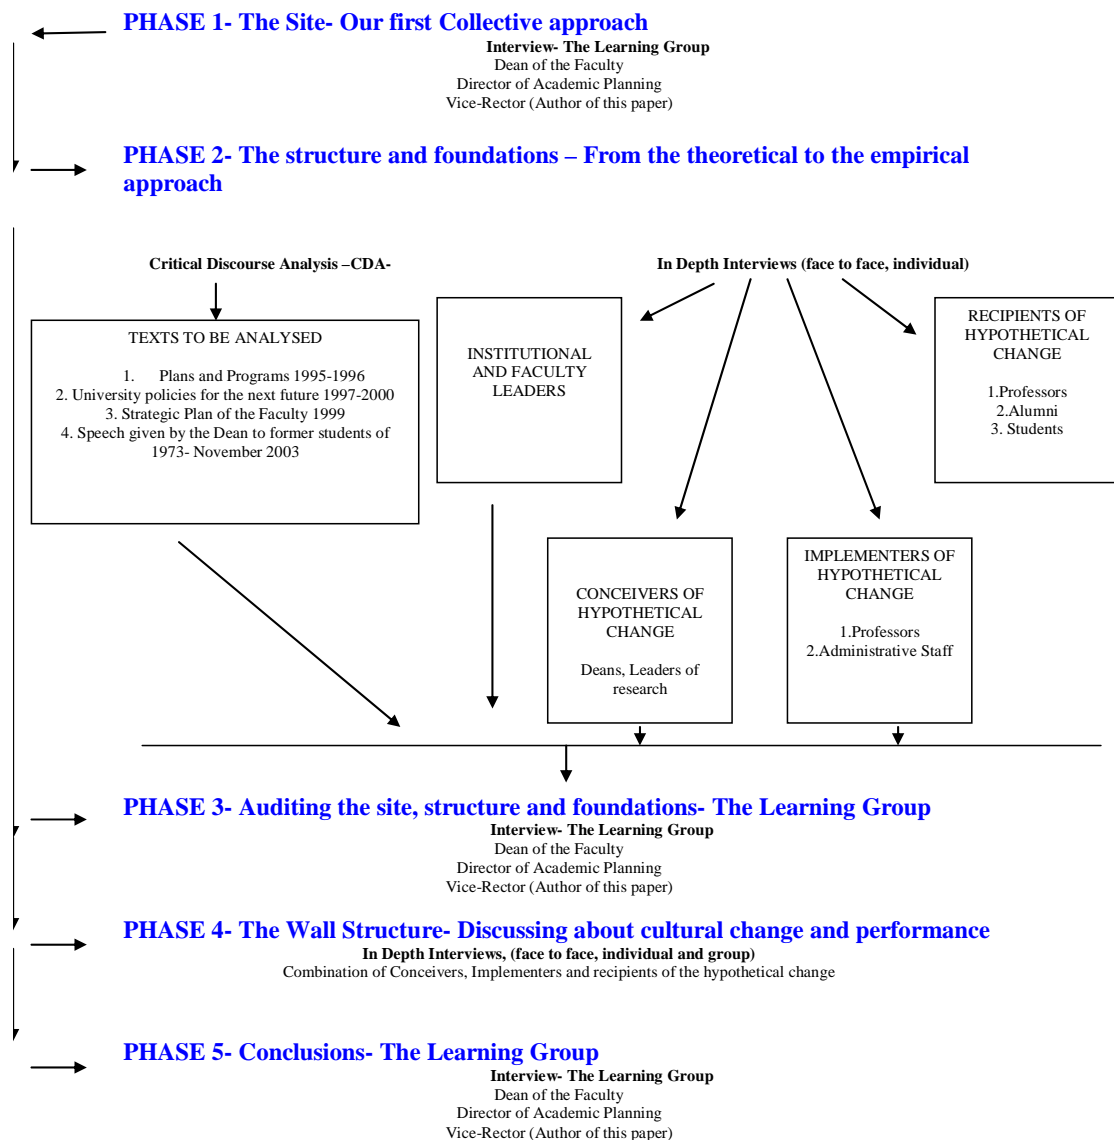 PHASE 1- The Site- Our first Collective approach
Interview- The Learning Group
Dean of the Faculty
Director of Academic Planning
Vice-Rector (Author of this paper)
PHASE 2- The structure and foundations – From the theoretical to the empirical
approach
Critical Discourse Analysis –CDA-
In Depth Interviews (face to face, individual)
TEXTS TO BE ANALYSED
1. Plans and Programs 1995-1996
2. University policies for the next future 1997-2000
3. Strategic Plan of the Faculty 1999
4. Speech given by the Dean to former students of
1973- November 2003
INSTITUTIONAL
AND FACULTY
LEADERS
RECIPIENTS OF
HYPOTHETICAL
CHANGE
1.Professors
2.Alumni
3. Students
CONCEIVERS OF
HYPOTHETICAL
CHANGE
Deans, Leaders of
research
IMPLEMENTERS OF
HYPOTHETICAL
CHANGE
1.Professors
2.Administrative Staff
PHASE 3- Auditing the site, structure and foundations- The Learning Group
Interview- The Learning Group
Dean of the Faculty
Director of Academic Planning
Vice-Rector (Author of this paper)
PHASE 4- The Wall Structure- Discussing about cultural change and performance
In Depth Interviews, (face to face, individual and group)
Combination of Conceivers, Implementers and recipients of the hypothetical change
PHASE 5- Conclusions- The Learning Group
Interview- The Learning Group
Dean of the Faculty
Director of Academic Planning
Vice-Rector (Author of this paper)